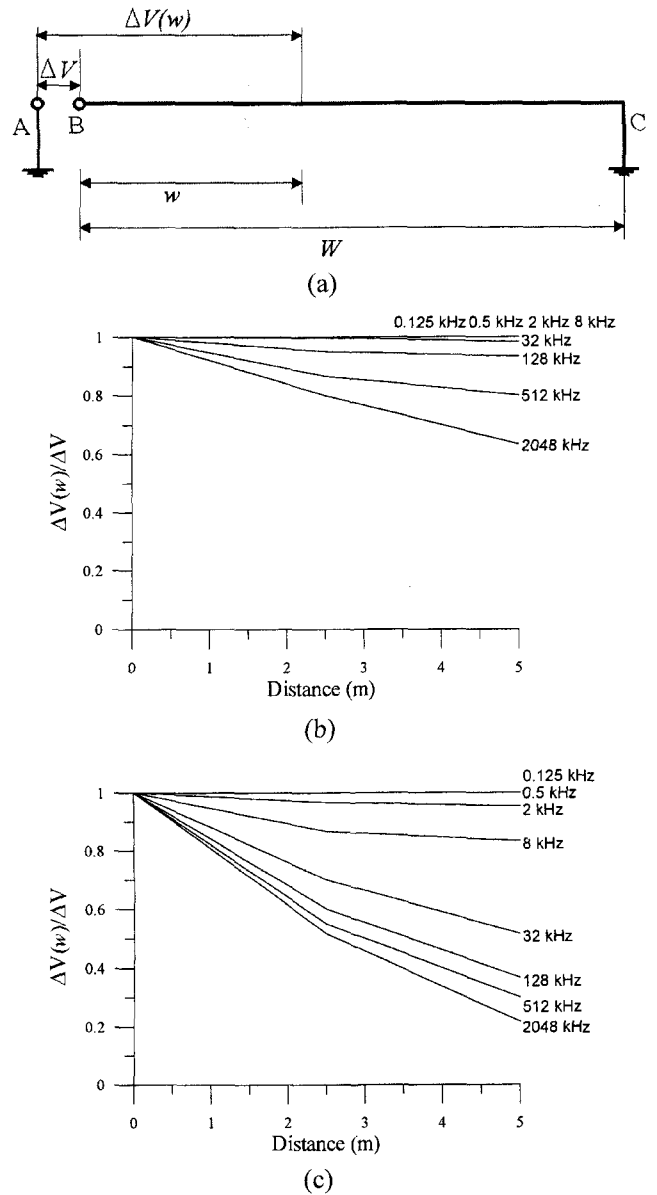 ΔV(w)
ΔV
A
B
C
w
W
(a)
0.125 kHz 0.5 kHz 2 kHz 8 kHz
32 kHz
128 kHz
512 kHz
2048 kHz
1
0.8
0.6
0.4
0.2
0
ΔV(w)/ΔV
0 1 2 3 4 5
Distance (m)
(b)
0.125 kHz
0.5 kHz
2 kHz
8 kHz
32 kHz
128 kHz
512 kHz
2048 kHz
1
0.8
0.6
0.4
0.2
0
ΔV(w)/ΔV
0 1 2 3 4 5
Distance (m)
(c)